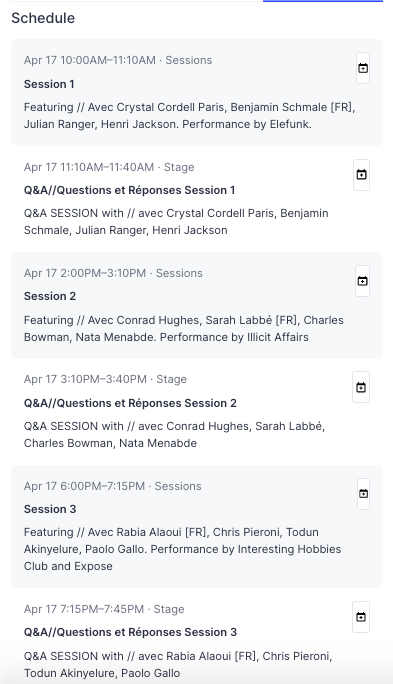 Schedule
Apr 17 10:00AM–11:10AM · Sessions
Session 1
Featuring // Avec Crystal Cordell Paris, Benjamin Schmale [FR],
Julian Ranger, Henri Jackson. Performance by Elefunk.
Apr 17 11:10AM–11:40AM · Stage
Q&A//Questions et Réponses Session 1
Q&A SESSION with // avec Crystal Cordell Paris, Benjamin
Schmale, Julian Ranger, Henri Jackson
Apr 17 2:00PM–3:10PM · Sessions
Session 2
Featuring // Avec Conrad Hughes, Sarah Labbé [FR], Charles
Bowman, Nata Menabde. Performance by Illicit Affairs
Apr 17 3:10PM–3:40PM · Stage
Q&A//Questions et Réponses Session 2
Q&A SESSION with // avec Conrad Hughes, Sarah Labbé,
Charles Bowman, Nata Menabde
Apr 17 6:00PM–7:15PM · Sessions
Session 3
Featuring // Avec Rabia Alaoui [FR], Chris Pieroni, Todun
Akinyelure, Paolo Gallo. Performance by Interesting Hobbies
Club and Expose
Apr 17 7:15PM–7:45PM · Stage
Q&A//Questions et Réponses Session 3
Q&A SESSION with // avec Rabia Alaoui [FR], Chris Pieroni,
Todun Akinyelure, Paolo Gallo